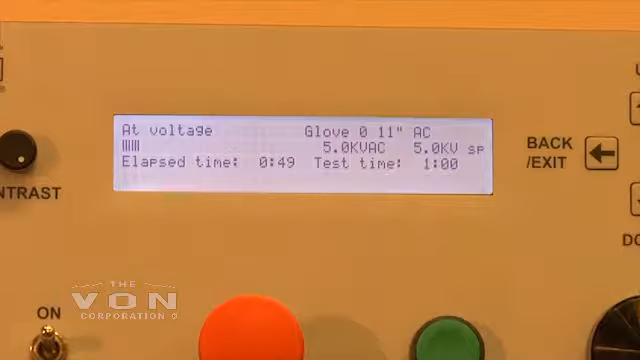 At voltage Glove 0 11" AC
5.0KVAC 5.0KV SP
Elapsed time: 0:49 Test time: 1:00
BACK
/EXIT
NTRAST
ON
THE
VON
CORPORATION